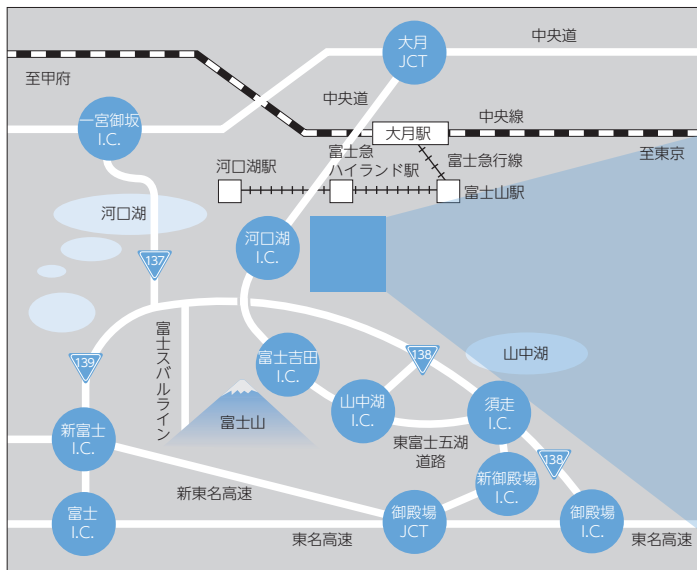 大月
JCT
中央道
至甲府
中央道
一宮御坂
I.C.
大月駅
中央線
至東京
富士急
ハイランド駅
富士急行線
河口湖駅
富士山駅
河口湖
河口湖
I.C.
137
富士スバルライン
139
富士吉田
I.C.
138
山中湖
富士山
山中湖
I.C.
須走
I.C.
新富士
I.C.
東富士五湖
道路
138
新東名高速
新御殿場
I.C.
富士
I.C.
東名高速
御殿場
JCT
御殿場
I.C.
東名高速